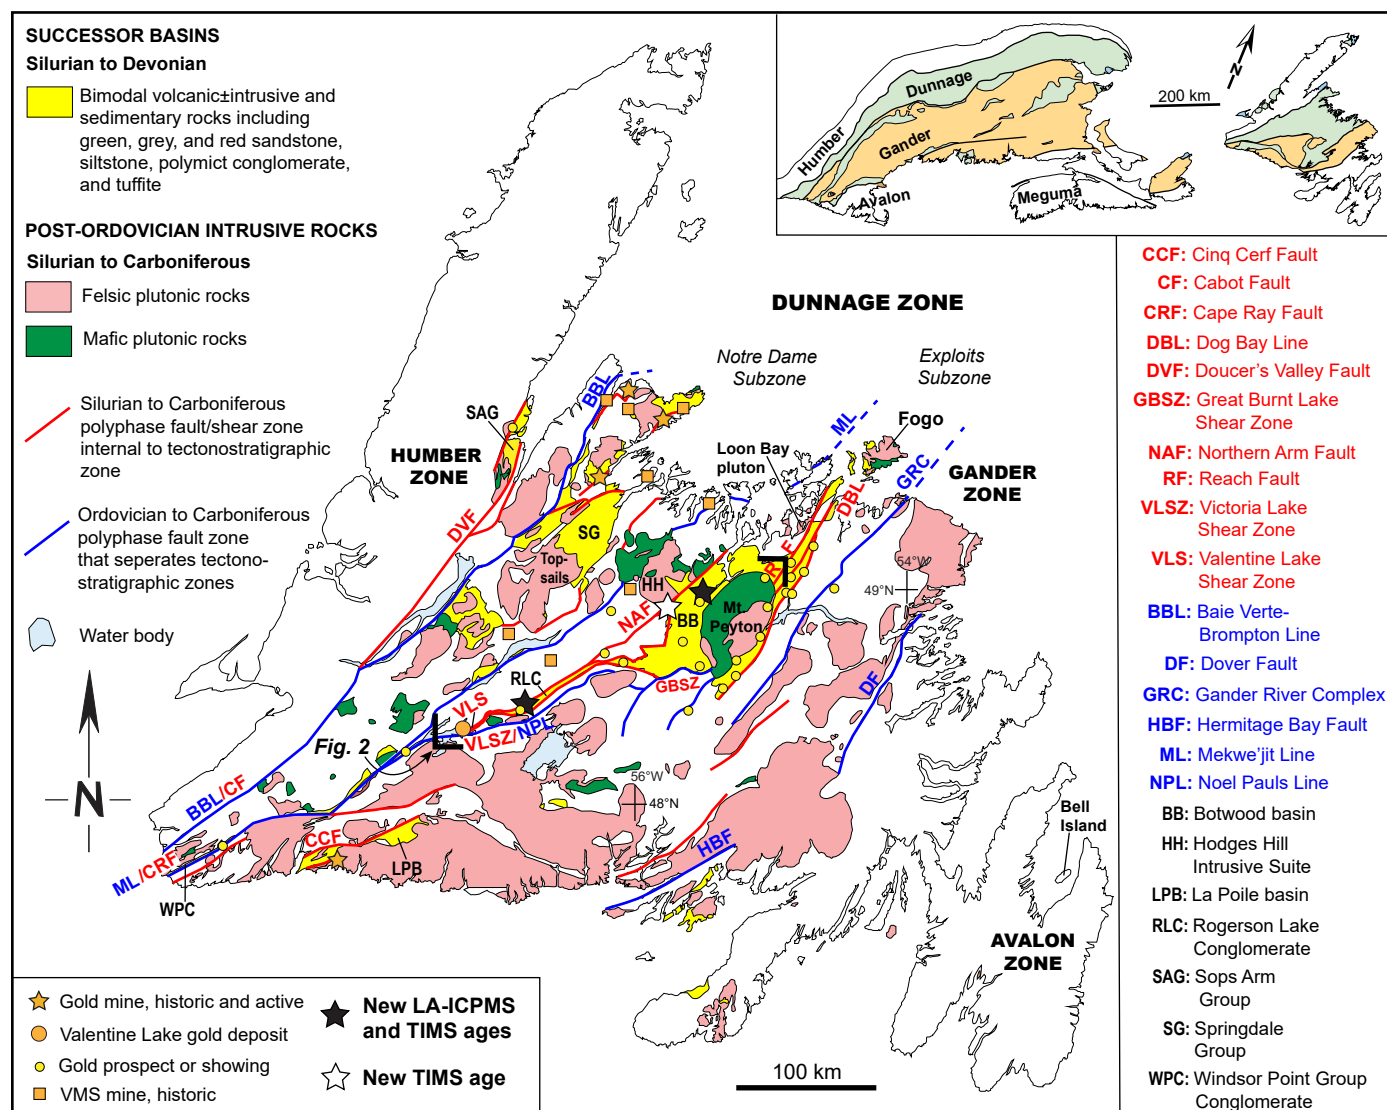 SUCCESSOR BASINS
Silurian to Devonian
Bimodal volcanic±intrusive and
sedimentary rocks including
green, grey, and red sandstone,
siltstone, polymict conglomerate,
and tuffite
POST-ORDOVICIAN INTRUSIVE ROCKS
Silurian to Carboniferous
Felsic plutonic rocks
Mafic plutonic rocks
Silurian to Carboniferous
polyphase fault/shear zone
internal to tectonostratigraphic
zone
Ordovician to Carboniferous
polyphase fault zone
that seperates tectono-
stratigraphic zones
Water body
N
Dunnage
Humber
Gander
Avalon
Meguma
200 km
N
DUNNAGE ZONE
Notre Dame
Subzone
Exploits
Subzone
HUMBER
ZONE
GANDER
ZONE
AVALON
ZONE
SAG
BBL
ML
Fogo
Loon Bay
pluton
DBL
GRC
DVF
SG
Top-
sails
HH
RF
54°W
49°N
NAF
BB
Mt.
Peyton
GBSZ
RLC
VLS
VLSZ/NPL
DF
Fig. 2
56°W
48°N
BBL/CF
CCF
LPB
HBF
ML/CRF
WPC
Bell
Island
CCF: Cinq Cerf Fault
CF: Cabot Fault
CRF: Cape Ray Fault
DBL: Dog Bay Line
DVF: Doucer's Valley Fault
GBSZ: Great Burnt Lake
Shear Zone
NAF: Northern Arm Fault
RF: Reach Fault
VLSZ: Victoria Lake
Shear Zone
VLS: Valentine Lake
Shear Zone
BBL: Baie Verte-
Brompton Line
DF: Dover Fault
GRC: Gander River Complex
HBF: Hermitage Bay Fault
ML: Mekwe'jit Line
NPL: Noel Pauls Line
BB: Botwood basin
HH: Hodges Hill
Intrusive Suite
LPB: La Poile basin
RLC: Rogerson Lake
Conglomerate
SAG: Sops Arm
Group
SG: Springdale
Group
WPC: Windsor Point Group
Conglomerate
Gold mine, historic and active
Valentine Lake gold deposit
Gold prospect or showing
VMS mine, historic
New LA-ICPMS
and TIMS ages
New TIMS age
100 km